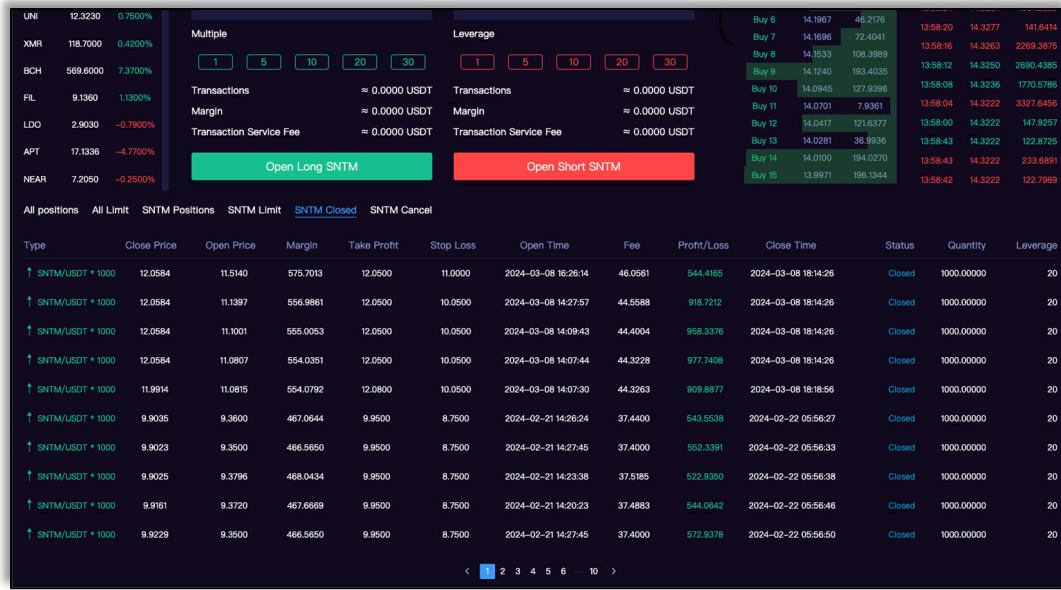 UNI 12.3230 0.7500%
XMR 118.7000 0.4200%
BCH 569.6000 7.3700%
FIL 9.1360 1.1300%
LDO 2.9030 -0.7900%
APT 17.1336 -4.7700%
NEAR 7.2050 -0.2500%
Multiple
1 5 10 20 30
Transactions ≈ 0.0000 USDT
Margin ≈ 0.0000 USDT
Transaction Service Fee ≈ 0.0000 USDT
Open Long SNTM
Leverage
1 5 10 20 30
Transactions ≈ 0.0000 USDT
Margin ≈ 0.0000 USDT
Transaction Service Fee ≈ 0.0000 USDT
Open Short SNTM
Buy 6 14.1967 46.2176
Buy 7 14.1696 72.4041
Buy 8 14.1533 108.3989
Buy 9 14.1240 193.4035
Buy 10 14.0945 127.9396
Buy 11 14.0701 7.9361
Buy 12 14.0417 121.6377
Buy 13 14.0281 36.9936
Buy 14 14.0100 194.0270
Buy 15 13.9971 196.1344
13:58:20 14.3277 141.6414
13:58:16 14.3263 2269.3875
13:58:12 14.3250 2690.4385
13:58:08 14.3236 1770.5786
13:58:04 14.3222 3327.6456
13:58:00 14.3222 147.9257
13:58:43 14.3222 122.8725
13:58:43 14.3222 233.6891
13:58:42 14.3222 122.7989
All positions All Limit SNTM Positions SNTM Limit SNTM Closed SNTM Cancel
Type Close Price Open Price Margin Take Profit Stop Loss Open Time Fee Profit/Loss Close Time Status Quantity Leverage
↑ SNTM/USDT * 1000 12.0584 11.5140 575.7013 12.0500 11.0000 2024-03-08 16:26:14 46.0561 544.4165 2024-03-08 18:14:26 Closed 1000.00000 20
↑ SNTM/USDT * 1000 12.0584 11.1397 556.9861 12.0500 10.0500 2024-03-08 14:27:57 44.5588 918.7212 2024-03-08 18:14:26 Closed 1000.00000 20
↑ SNTM/USDT * 1000 12.0584 11.1001 555.0053 12.0500 10.0500 2024-03-08 14:09:43 44.4004 958.3376 2024-03-08 18:14:26 Closed 1000.00000 20
↑ SNTM/USDT * 1000 12.0584 11.0807 554.0351 12.0500 10.0500 2024-03-08 14:07:44 44.3228 977.7408 2024-03-08 18:14:26 Closed 1000.00000 20
↑ SNTM/USDT * 1000 11.9914 11.0815 554.0792 12.0800 10.0500 2024-03-08 14:07:30 44.3263 909.8877 2024-03-08 18:18:56 Closed 1000.00000 20
↑ SNTM/USDT * 1000 9.9035 9.3600 467.0644 9.9500 8.7500 2024-02-21 14:26:24 37.4400 543.5538 2024-02-22 05:56:27 Closed 1000.00000 20
↑ SNTM/USDT * 1000 9.9023 9.3500 466.5650 9.9500 8.7500 2024-02-21 14:27:45 37.4000 552.3391 2024-02-22 05:56:33 Closed 1000.00000 20
↑ SNTM/USDT * 1000 9.9025 9.3796 468.0434 9.9500 8.7500 2024-02-21 14:23:38 37.5185 522.9350 2024-02-22 05:56:38 Closed 1000.00000 20
↑ SNTM/USDT * 1000 9.9161 9.3720 467.6669 9.9500 8.7500 2024-02-21 14:20:23 37.4883 544.0642 2024-02-22 05:56:46 Closed 1000.00000 20
↑ SNTM/USDT * 1000 9.9229 9.3500 466.5650 9.9500 8.7500 2024-02-21 14:27:45 37.4000 572.9378 2024-02-22 05:56:50 Closed 1000.00000 20
< 1 2 3 4 5 6 ··· 10 >